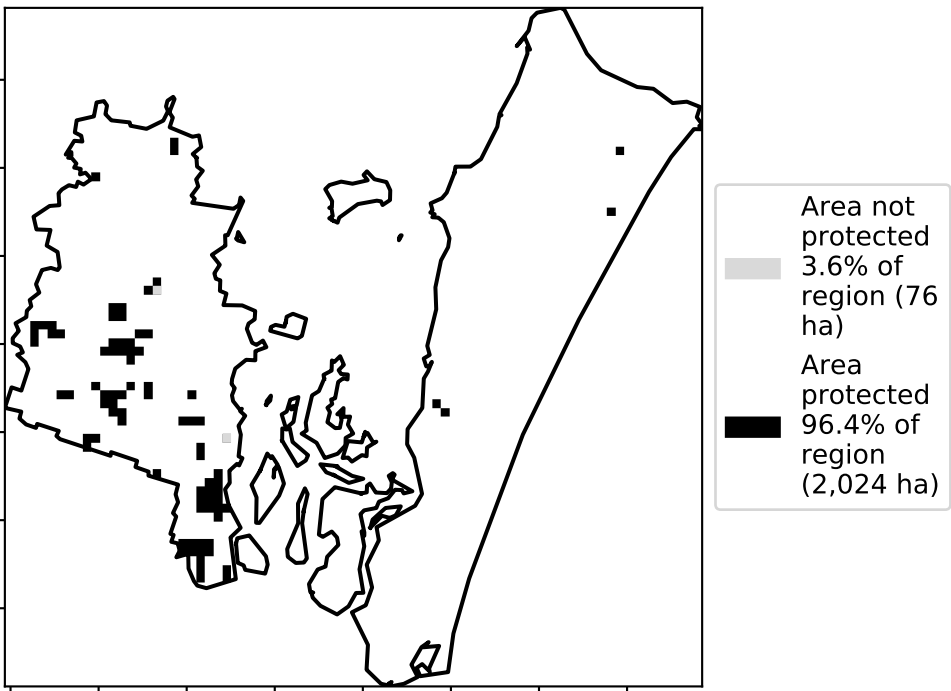 Area not
protected
3.6% of
region (76
ha)
Area
protected
96.4% of
region
(2,024 ha)